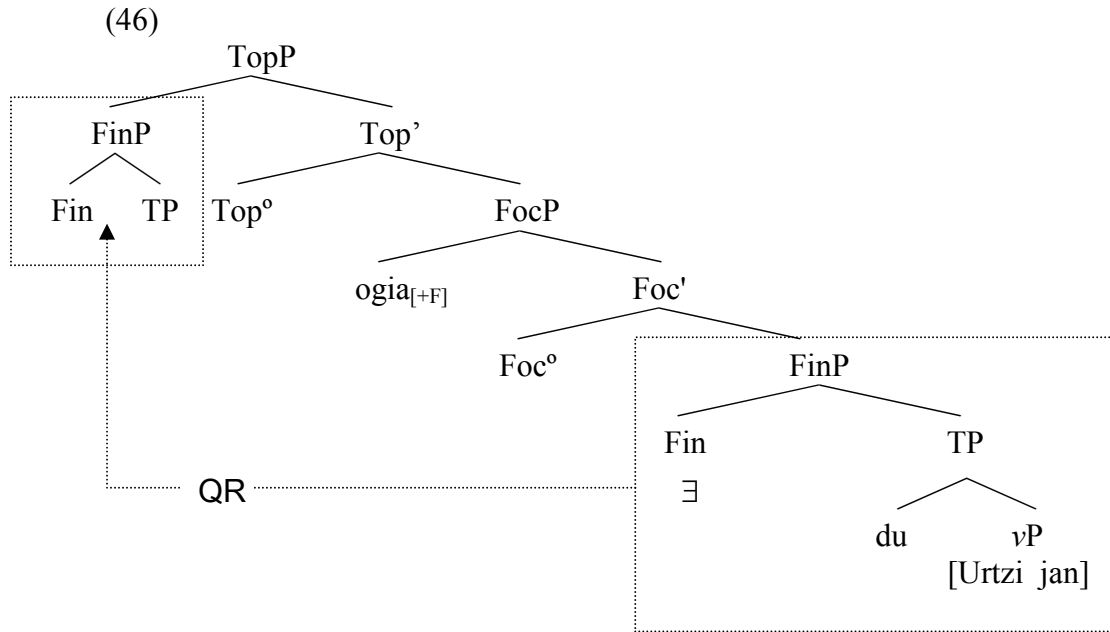 (46)
TopP
FinP Top’
Fin TP Topº FocP
ogia[+F] Foc'
Focº FinP
Fin TP
QR ∃
du vP
[Urtzi jan]